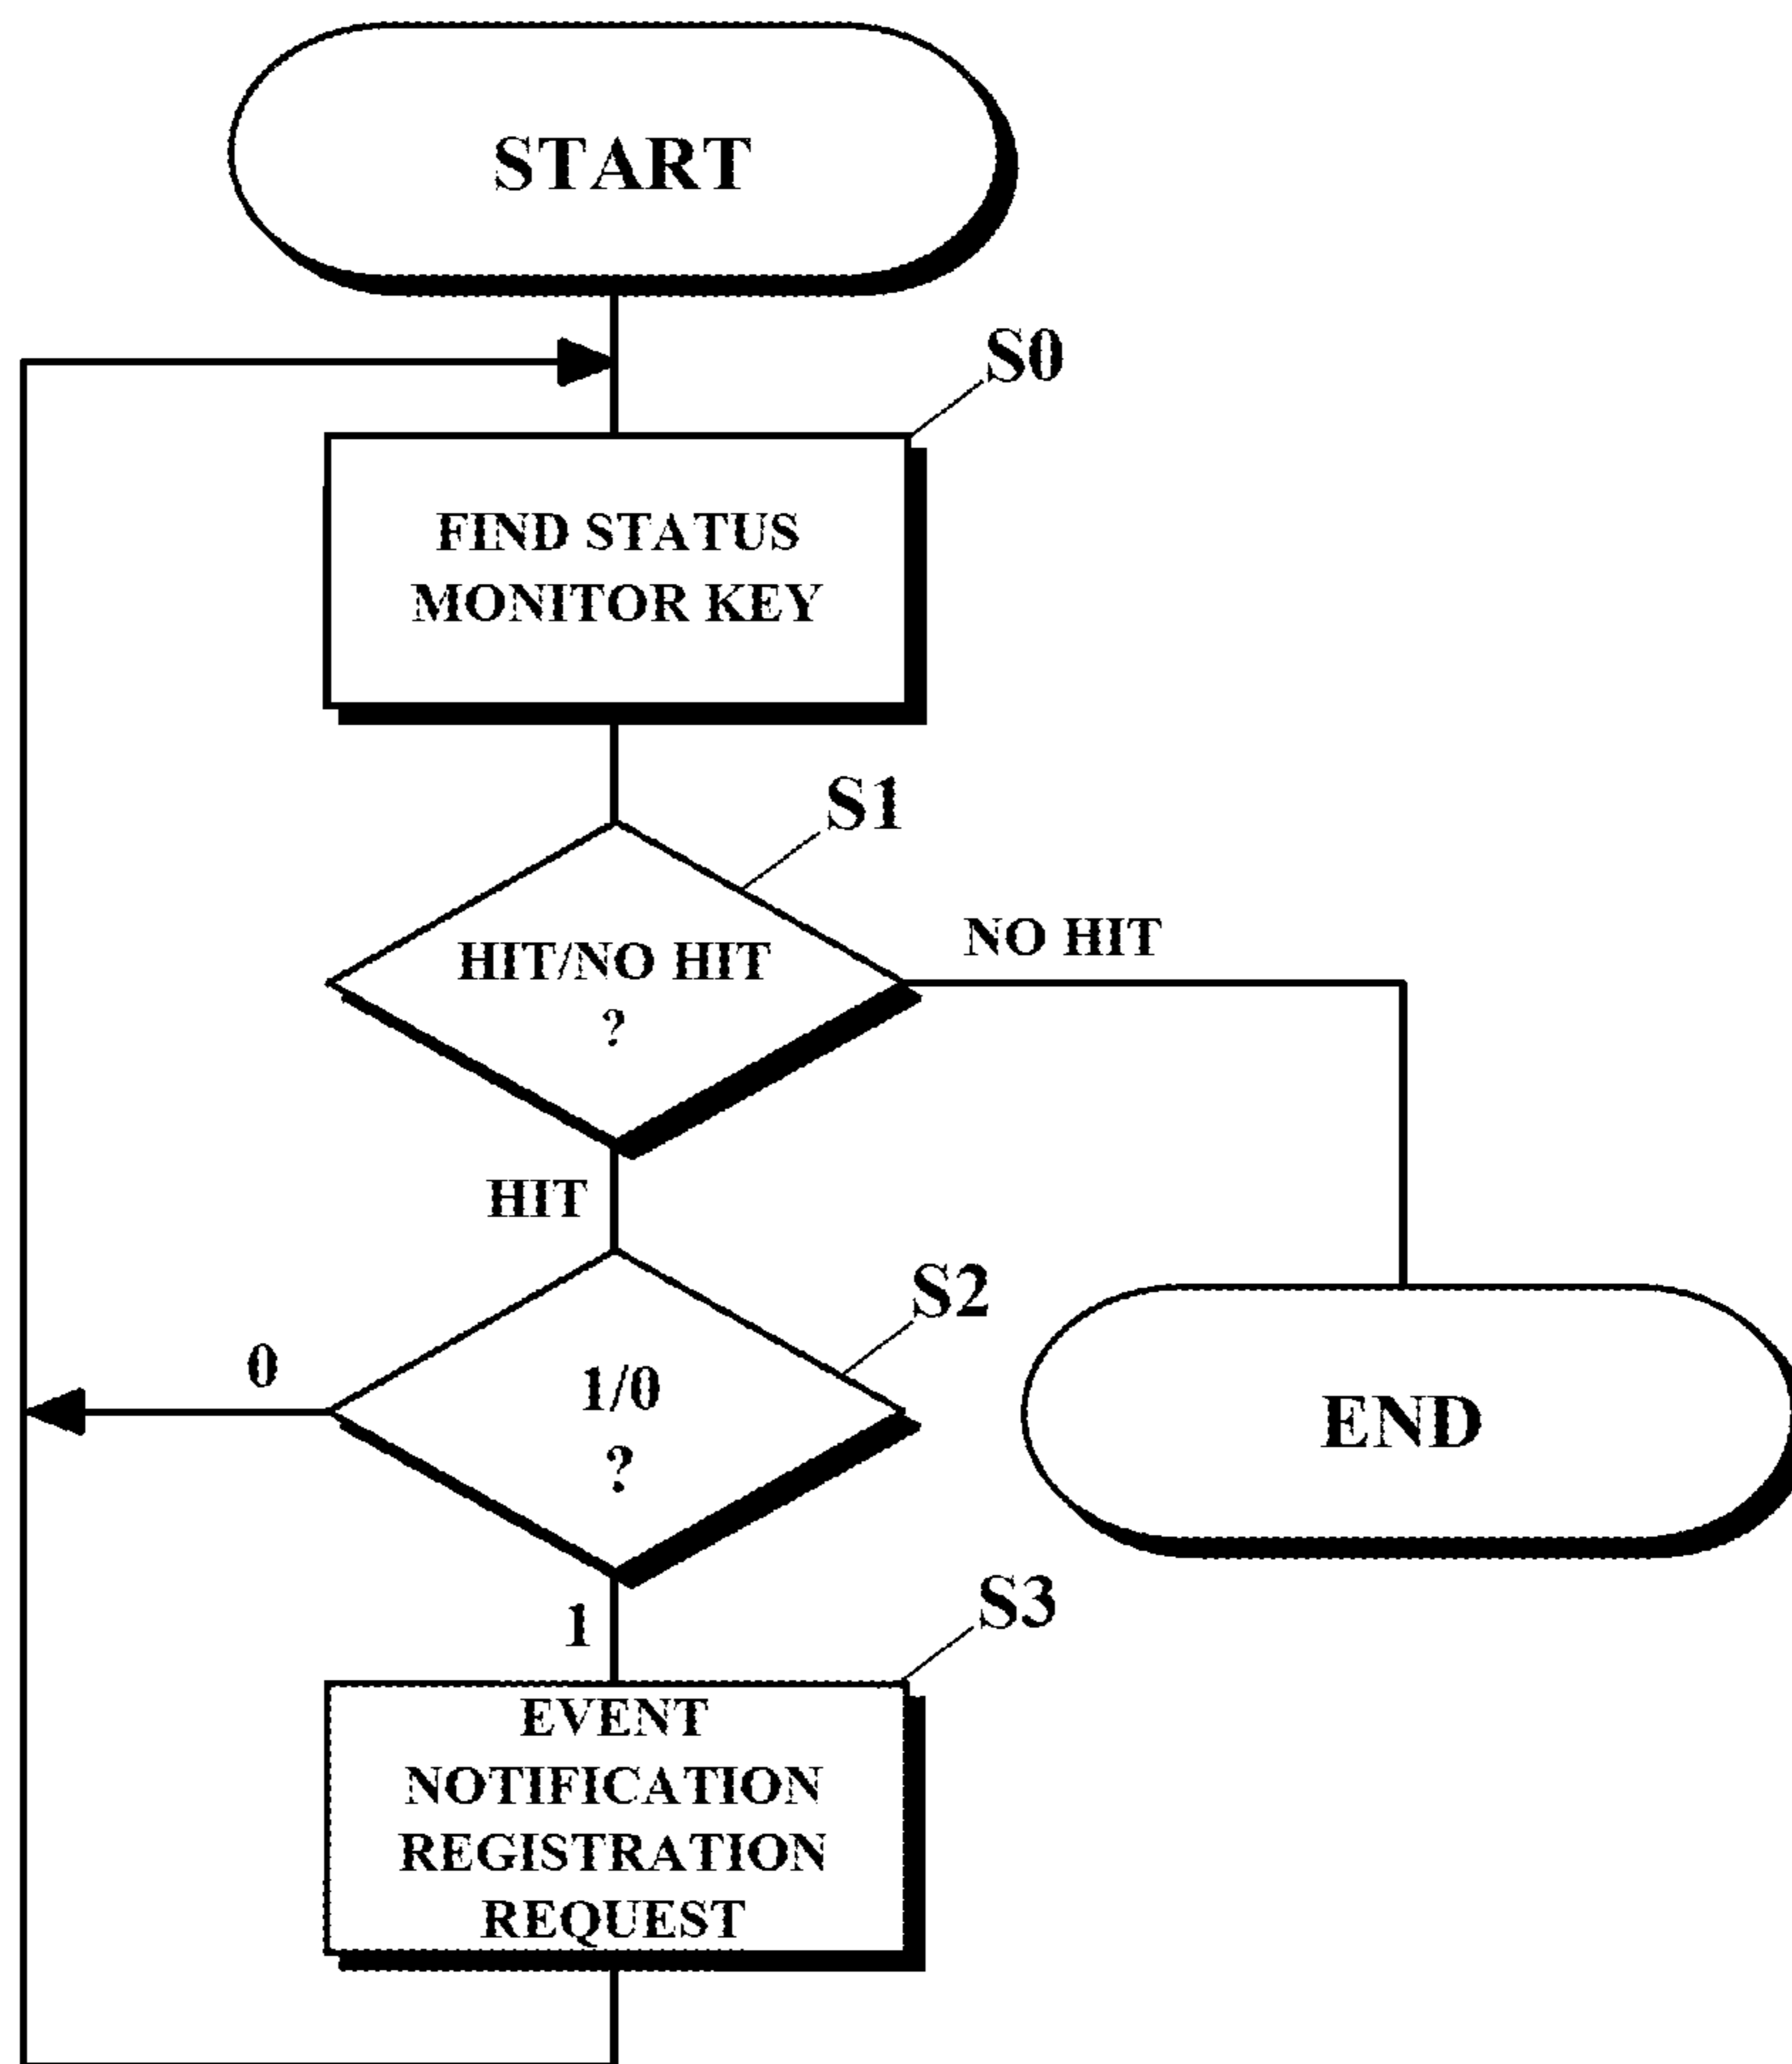 START
S0
FIND STATUS
MONITOR KEY
S1
HIT/NO HIT
?
NO HIT
HIT
S2
0
1/0
?
END
1
S3
EVENT
NOTIFICATION
REGISTRATION
REQUEST